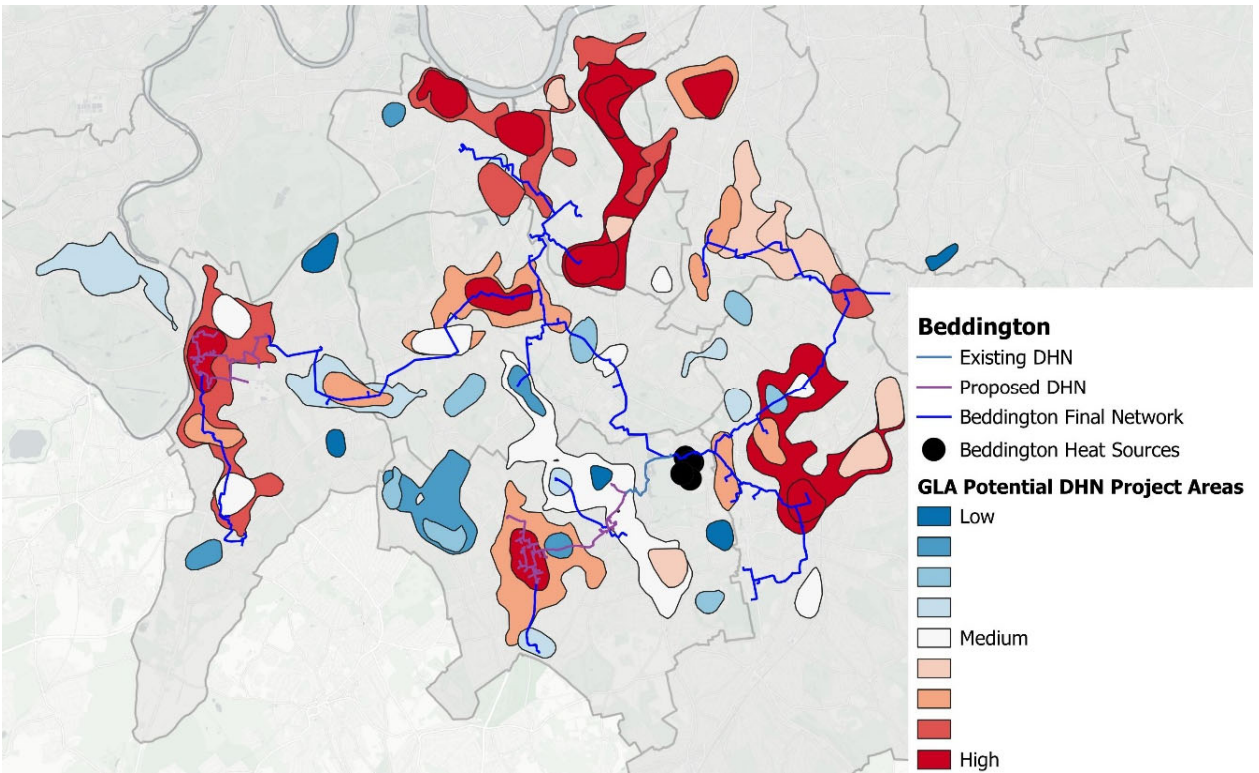 Beddington
Existing DHN
Proposed DHN
Beddington Final Network
Beddington Heat Sources
GLA Potential DHN Project Areas
Low
Medium
High